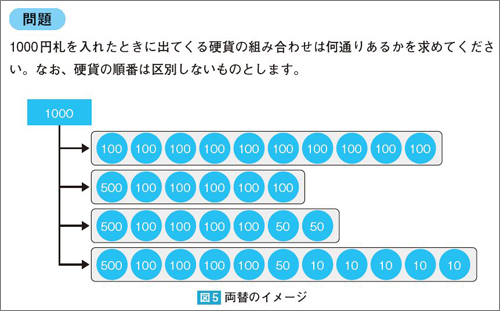 問題
1000円札を入れたときに出てくる硬貨の組み合わせは何通りあるかを求めてくださ
い。なお、硬貨の順番は区別しないものとします。
1000
100 100 100 100 100 100 100 100 100 100
500 100 100 100 100 100
500 100 100 100 100 50 50
500 100 100 100 100 50 10 10 10 10 10
図5 両替のイメージ